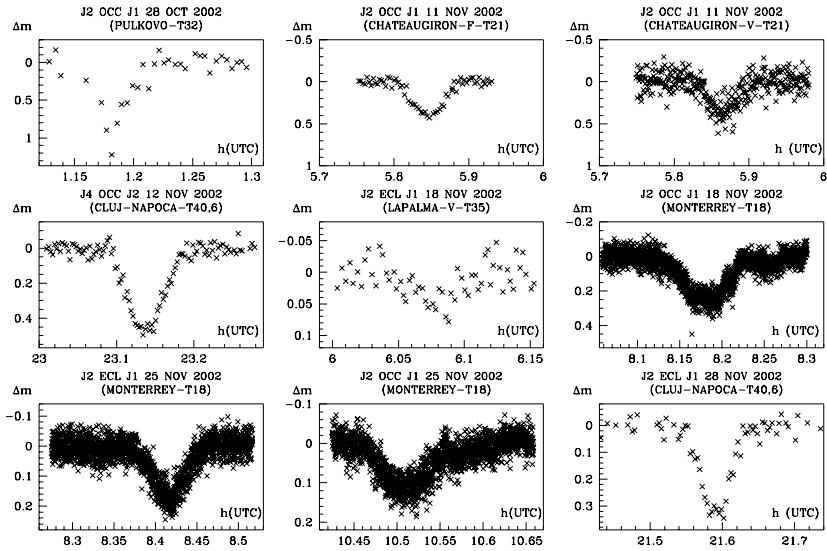 J2 OCC J1 28 OCT 2002
(PULKOVO-T32)
Δm
0
0.5
1
h(UTC)
1.15
1.2
1.25
1.3
J2 OCC J1 11 NOV 2002
(CHATEAUGIRON-F-T21)
Δm
-0.5
0
0.5
1
h(UTC)
5.7
5.8
5.9
6
J2 OCC J1 11 NOV 2002
(CHATEAUGIRON-V-T21)
Δm
-0.5
0
0.5
1
h (UTC)
5.7
5.8
5.9
6
J4 OCC J2 12 NOV 2002
(CLUJ-NAPOCA-T40,6)
Δm
0
0.2
0.4
h(UTC)
23
23.1
23.2
J2 ECL J1 18 NOV 2002
(LAPALMA-V-T35)
Δm
-0.05
0
0.05
0.1
h(UTC)
6
6.05
6.1
6.15
J2 OCC J1 18 NOV 2002
(MONTERREY-T18)
Δm
-0.2
0
0.2
0.4
h (UTC)
8.1
8.15
8.2
8.25
8.3
J2 ECL J1 25 NOV 2002
(MONTERREY-T18)
Δm
-0.1
0
0.1
0.2
h(UTC)
8.3
8.35
8.4
8.45
8.5
J2 OCC J1 25 NOV 2002
(MONTERREY-T18)
Δm
-0.1
0
0.1
0.2
h(UTC)
10.45
10.5
10.55
10.6
10.65
J2 ECL J1 28 NOV 2002
(CLUJ-NAPOCA-T40,6)
Δm
0
0.1
0.2
0.3
h (UTC)
21.5
21.6
21.7